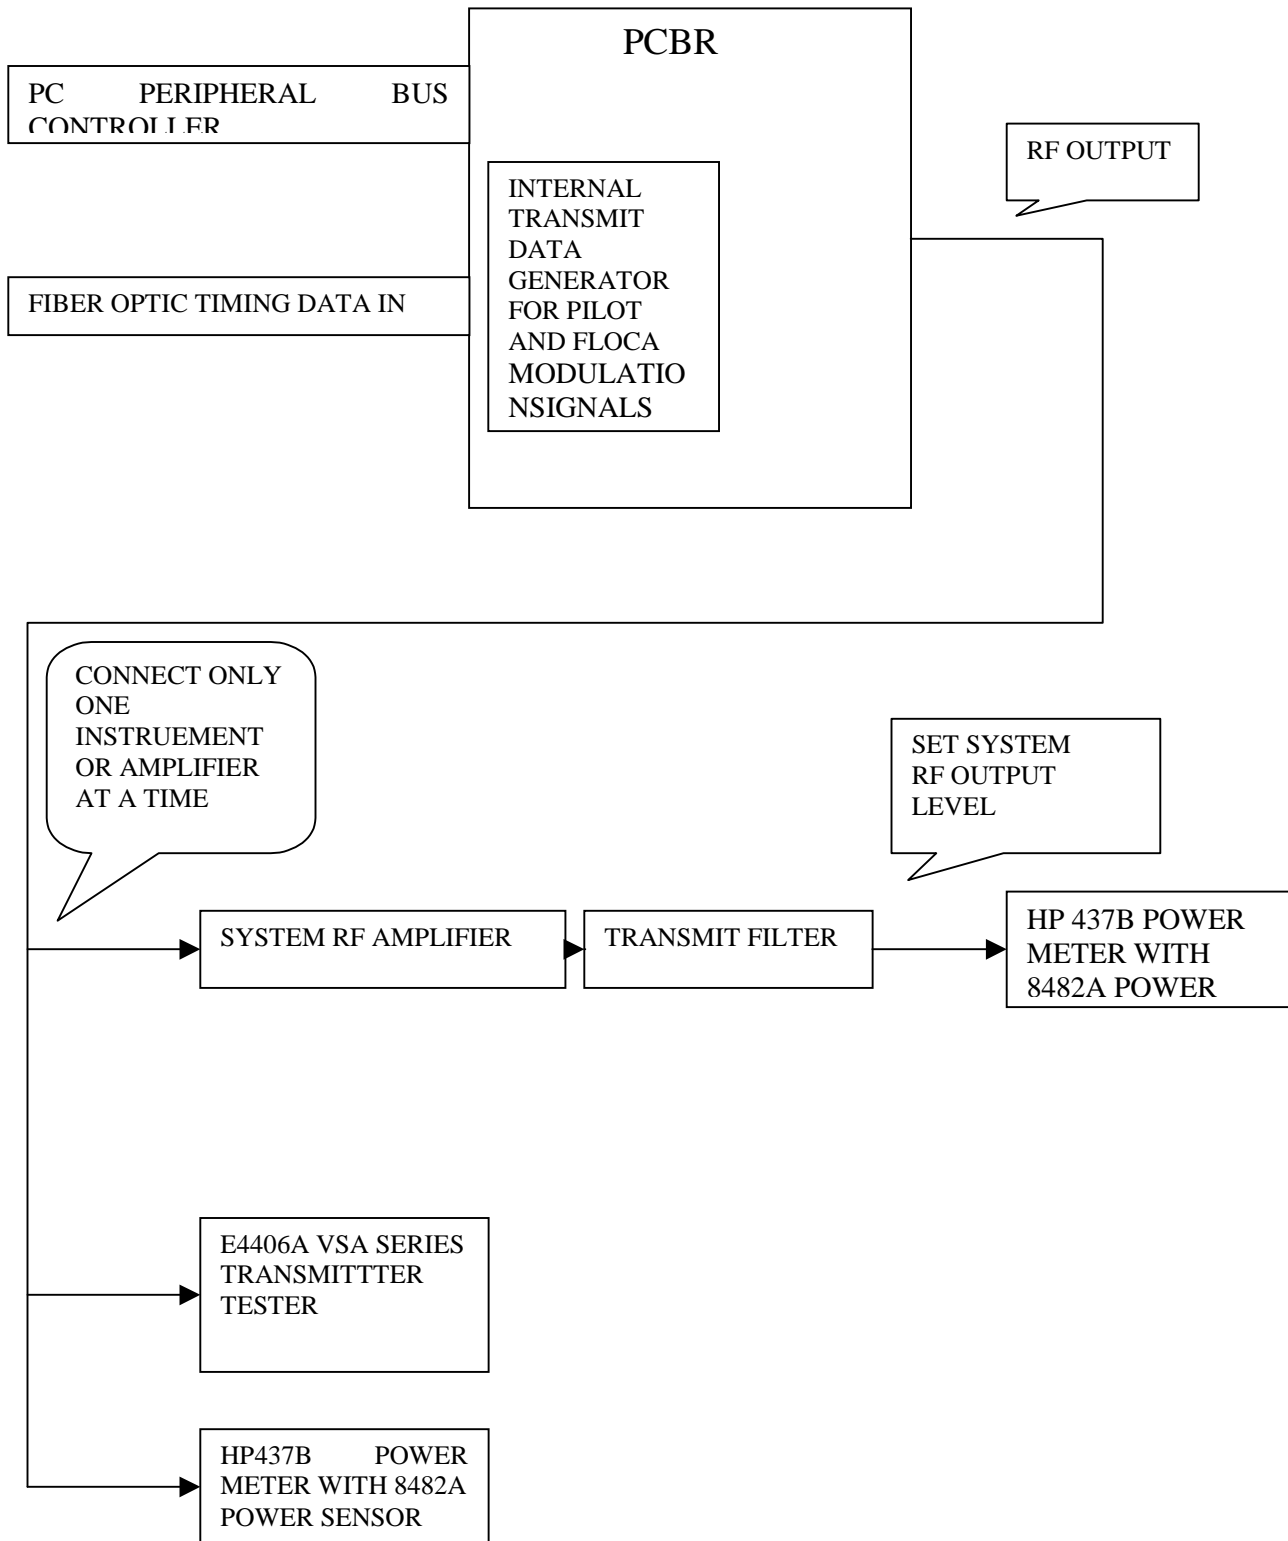 PCBR
PC PERIPHERAL BUS
CONTROLLER
RF OUTPUT
INTERNAL
TRANSMIT
DATA
GENERATOR
FOR PILOT
AND FLOCA
MODULATIO
NSIGNALS
FIBER OPTIC TIMING DATA IN
CONNECT ONLY
ONE
INSTRUEMENT
OR AMPLIFIER
AT A TIME
SET SYSTEM
RF OUTPUT
LEVEL
SYSTEM RF AMPLIFIER
TRANSMIT FILTER
HP 437B POWER
METER WITH
8482A POWER
E4406A VSA SERIES
TRANSMITTTER
TESTER
HP437B POWER
METER WITH 8482A
POWER SENSOR